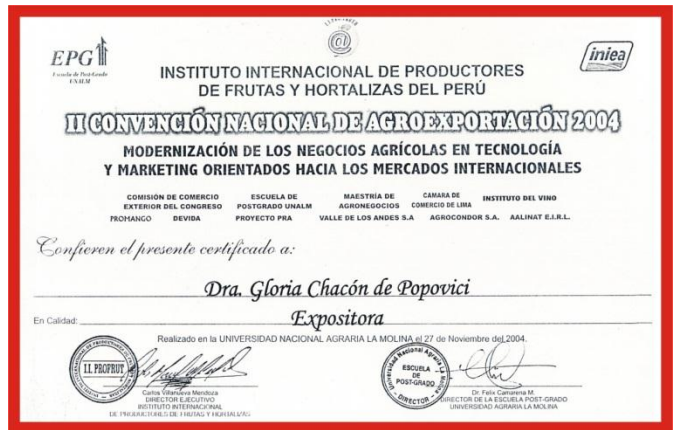 EPG
Escuela de Post-Grado
UNALM
iniea
INSTITUTO INTERNACIONAL DE PRODUCTORES
DE FRUTAS Y HORTALIZAS DEL PERÚ
II CONVENCIÓN NACIONAL DE AGROEXPORTACIÓN 2004
MODERNIZACIÓN DE LOS NEGOCIOS AGRÍCOLAS EN TECNOLOGÍA
Y MARKETING ORIENTADOS HACIA LOS MERCADOS INTERNACIONALES
COMISIÓN DE COMERCIO EXTERIOR DEL CONGRESO
ESCUELA DE POSTGRADO UNALM
MAESTRÍA DE AGRONEGOCIOS
CAMARA DE COMERCIO DE LIMA
INSTITUTO DEL VINO
PROMANGO DEVIDA PROYECTO PRA VALLE DE LOS ANDES S.A AGROCONDOR S.A. AALINAT E.I.R.L.
Confieren el presente certificado a:
Dra. Gloria Chacón de Popovici
En Calidad: Expositora
Realizado en la UNIVERSIDAD NACIONAL AGRARIA LA MOLINA el 27 de Noviembre del 2004.
I.I. PROFRUT
Carlos Villanueva Mendoza
DIRECTOR EJECUTIVO
INSTITUTO INTERNACIONAL
DE PRODUCTORES DE FRUTAS Y HORTALIZAS
Universidad Nacional Agraria La Molina
ESCUELA
DE
POST-GRADO
DIRECTOR
Dr. Felix Camarena M.
DIRECTOR DE LA ESCUELA POST-GRADO
UNIVERSIDAD AGRARIA LA MOLINA